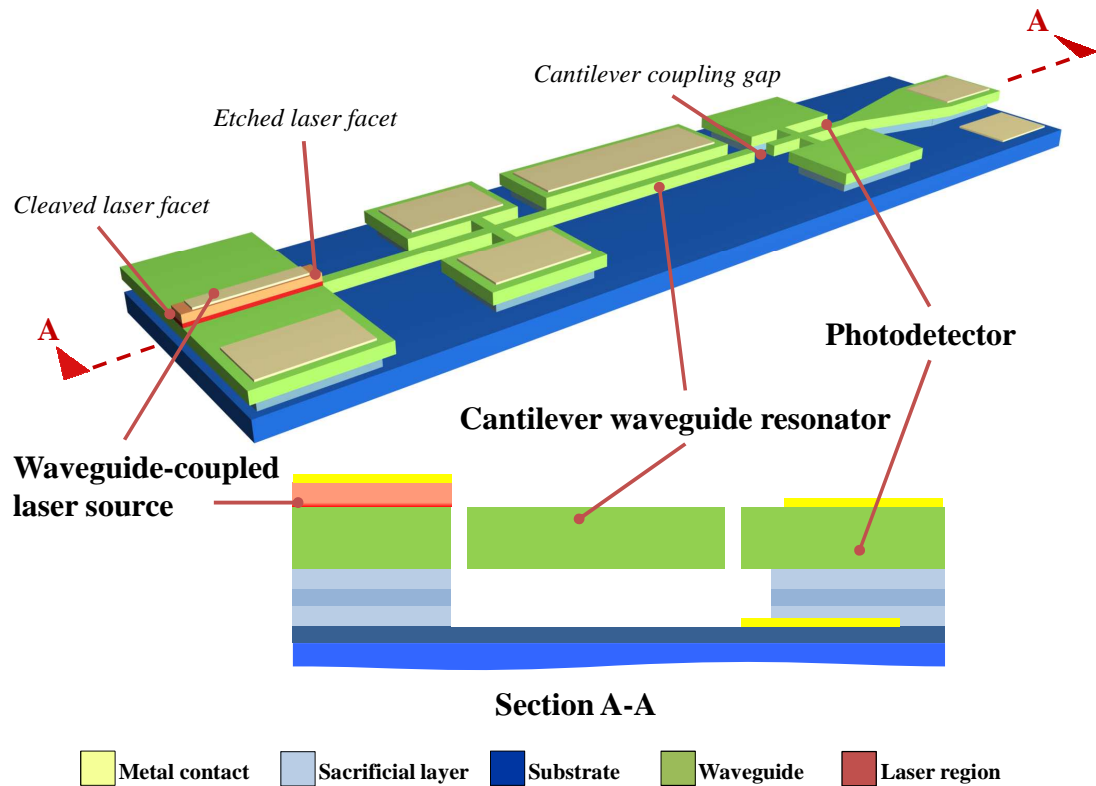 A
Cantilever coupling gap
Etched laser facet
Cleaved laser facet
A
Photodetector
Cantilever waveguide resonator
Waveguide-coupled
laser source
Section A-A
Metal contact
Sacrificial layer
Substrate
Waveguide
Laser region